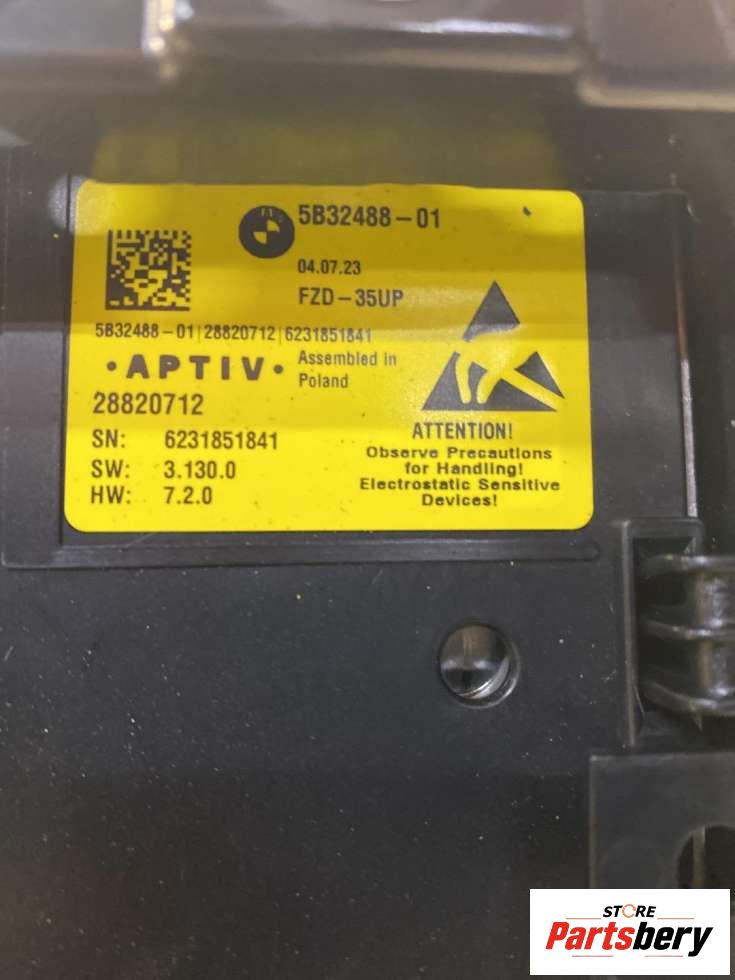 5B32488-01
04.07.23
FZD-35UP
5B32488-01|28820712|6231851841
•APTIV•
Assembled in
Poland
28820712
SN: 6231851841
SW: 3.130.0
HW: 7.2.0
ATTENTION!
Observe Precautions
for Handling!
Electrostatic Sensitive
Devices!
STORE
Partsbery